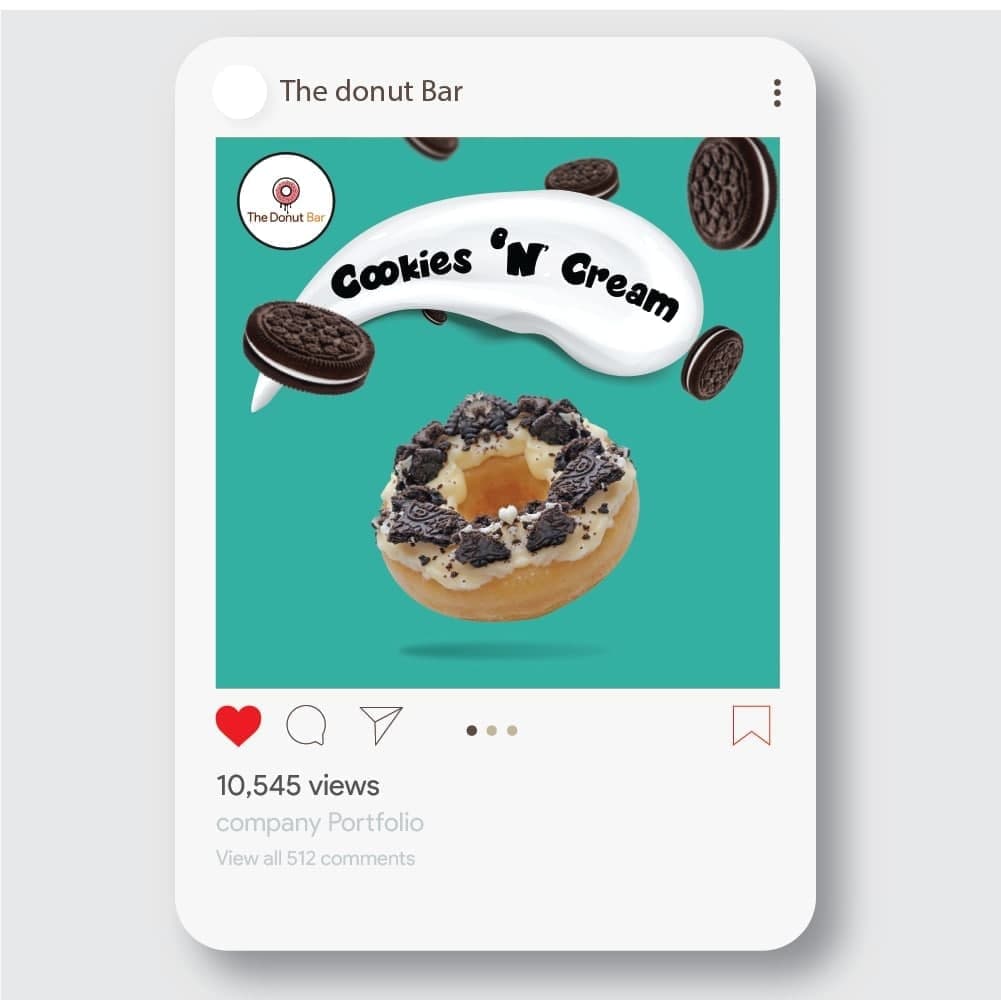 The donut Bar
The Donut Bar
Cookies 'N' Cream
10,545 views
company Portfolio
View all 512 comments